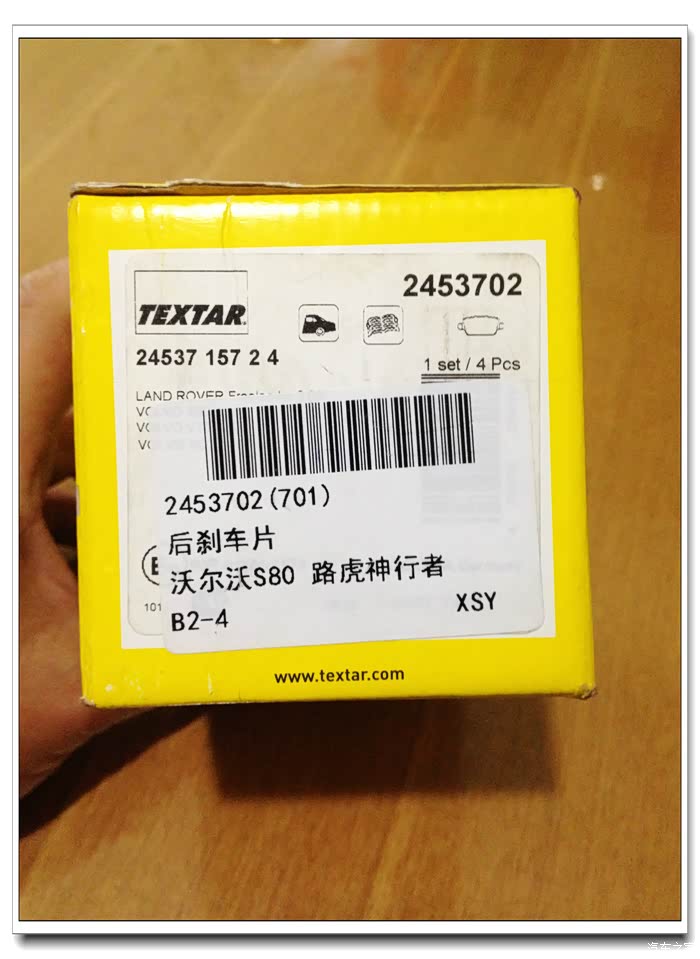 2453702
TEXTAR
24537 157 2 4
1 set / 4 Pcs
LAND ROVER
2453702(701)
后刹车片
沃尔沃S80 路虎神行者
B2-4
XSY
www.textar.com